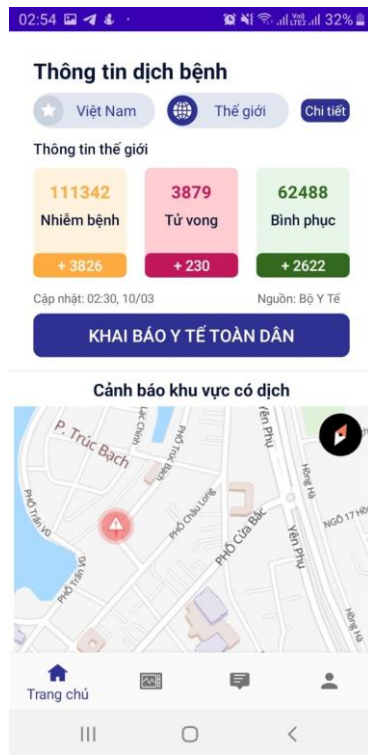 02:54 32%
Thông tin dịch bệnh
Việt Nam Thế giới Chi tiết
Thông tin thế giới
111342 3879 62488
Nhiễm bệnh Tử vong Bình phục
+ 3826 + 230 + 2622
Cập nhật: 02:30, 10/03 Nguồn: Bộ Y Tế
KHAI BÁO Y TẾ TOÀN DÂN
Cảnh báo khu vực có dịch
P. Trúc Bạch
Lạc Chính
PHỐ Trúc Bạch
Yên Phụ
PHỐ Trấn Vũ
PHỐ Châu Long
PHỐ Cửa Bắc
Hồng Hà
NGÕ 17 Hồ
Yên Phụ
PHỐ Trấn Vũ
Hồng Hà
Trang chủ